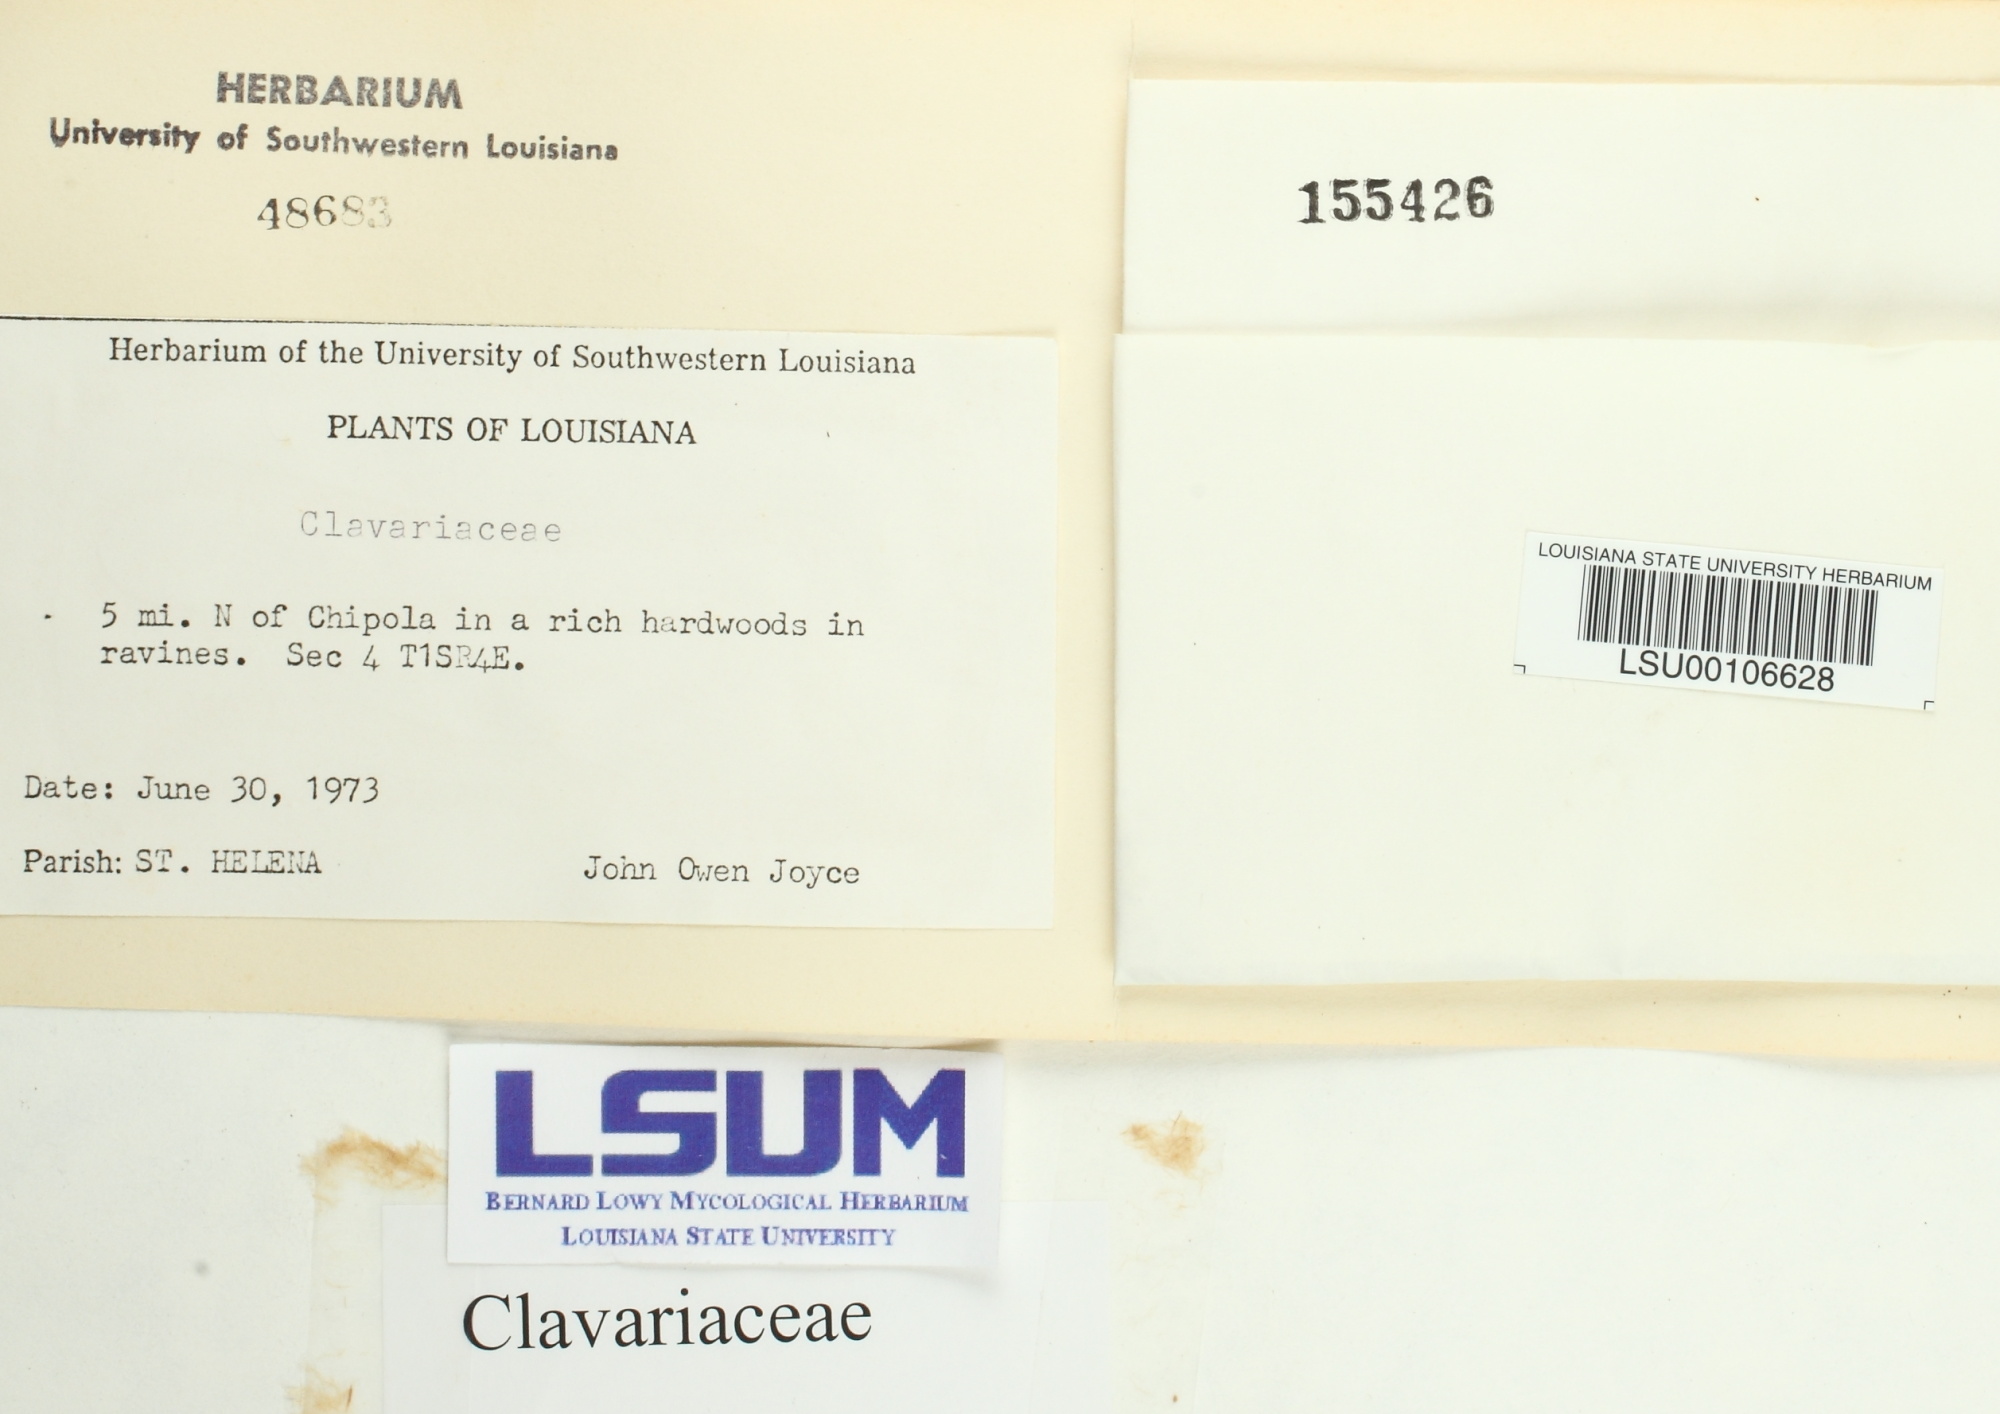 HERBARIUM
University of Southwestern Louisiana
48683
155426
Herbarium of the University of Southwestern Louisiana
PLANTS OF LOUISIANA
Clavariaceae
5 mi. N of Chipola in a rich hardwoods in
ravines. Sec 4 T1SR4E.
Date: June 30, 1973
Parish: ST. HELENA
John Owen Joyce
LOUISIANA STATE UNIVERSITY HERBARIUM
LSU00106628
LSUM
BERNARD LOWY MYCOLOGICAL HERBARIUM
LOUISIANA STATE UNIVERSITY
Clavariaceae